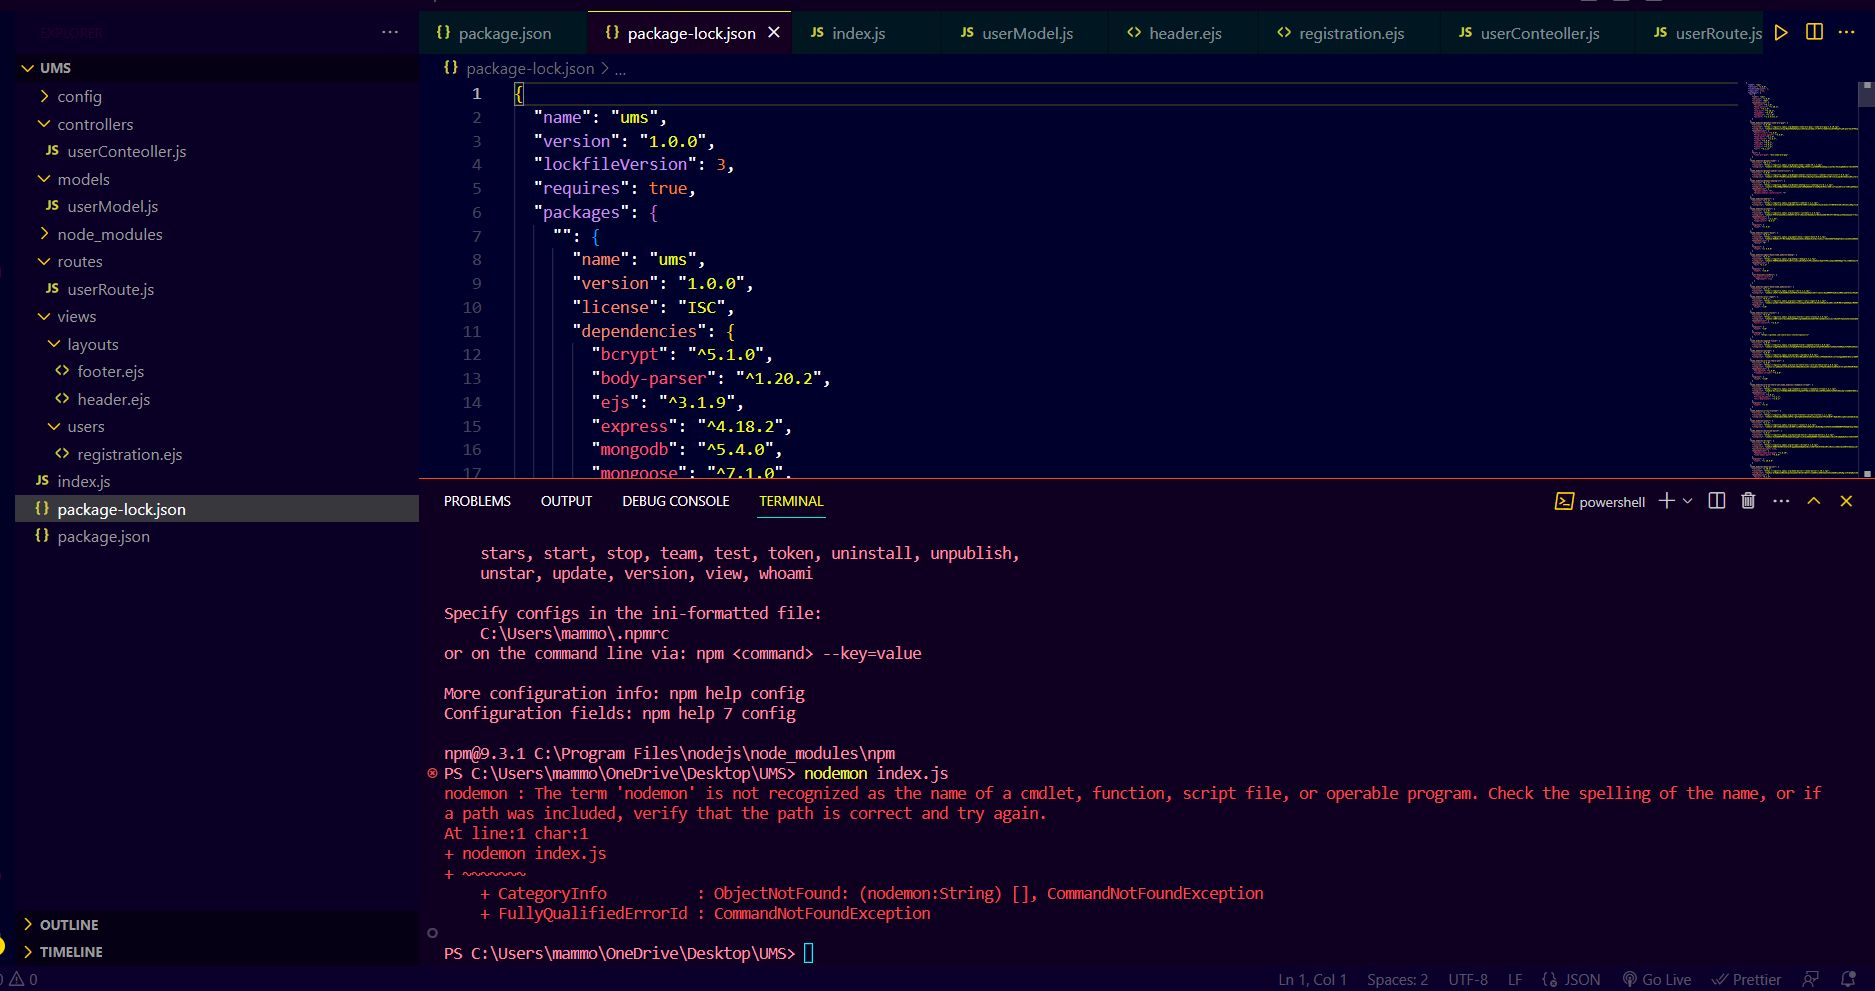 EXPLORER
UMS
config
controllers
JS userConteoller.js
models
JS userModel.js
node_modules
routes
JS userRoute.js
views
layouts
footer.ejs
header.ejs
users
registration.ejs
JS index.js
{} package-lock.json
{} package.json
OUTLINE
TIMELINE
{} package.json {} package-lock.json JS index.js JS userModel.js <> header.ejs <> registration.ejs JS userConteoller.js JS userRoute.js
{} package-lock.json > ...
1 {
2 "name": "ums",
3 "version": "1.0.0",
4 "lockfileVersion": 3,
5 "requires": true,
6 "packages": {
7 "": {
8 "name": "ums",
9 "version": "1.0.0",
10 "license": "ISC",
11 "dependencies": {
12 "bcrypt": "^5.1.0",
13 "body-parser": "^1.20.2",
14 "ejs": "^3.1.9",
15 "express": "^4.18.2",
16 "mongodb": "^5.4.0",
17 "mongoose": "^7.1.0",
PROBLEMS OUTPUT DEBUG CONSOLE TERMINAL powershell
stars, start, stop, team, test, token, uninstall, unpublish,
unstar, update, version, view, whoami
Specify configs in the ini-formatted file:
C:\Users\mammo\.npmrc
or on the command line via: npm <command> --key=value
More configuration info: npm help config
Configuration fields: npm help 7 config
npm@9.3.1 C:\Program Files\nodejs\node_modules\npm
PS C:\Users\mammo\OneDrive\Desktop\UMS> nodemon index.js
nodemon : The term 'nodemon' is not recognized as the name of a cmdlet, function, script file, or operable program. Check the spelling of the name, or if
a path was included, verify that the path is correct and try again.
At line:1 char:1
+ nodemon index.js
+ ~~~~~~~
+ CategoryInfo : ObjectNotFound: (nodemon:String) [], CommandNotFoundException
+ FullyQualifiedErrorId : CommandNotFoundException
PS C:\Users\mammo\OneDrive\Desktop\UMS>
0 Ln 1, Col 1 Spaces: 2 UTF-8 LF {} JSON Go Live Prettier